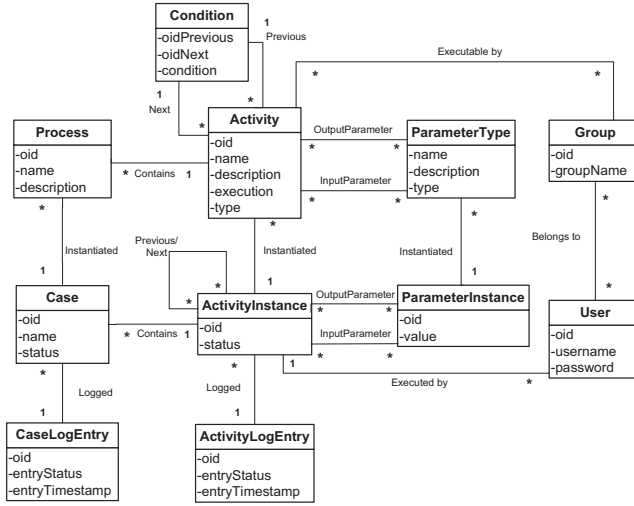 Condition
-oidPrevious
-oidNext
-condition
1
Previous
*
1
Next
*
Executable by
*
*
Process
-oid
-name
-description
* Contains 1
Activity
-oid
-name
-description
-execution
-type
OutputParameter
* *
InputParameter
* *
ParameterType
-name
-description
-type
Group
-oid
-groupName
*
Instantiated
1
*
Instantiated
1
*
Instantiated
1
*
Belongs to
*
Previous/
Next
*
*
Case
-oid
-name
-status
* Contains 1
ActivityInstance
-oid
-status
OutputParameter
* *
InputParameter
* *
ParameterInstance
-oid
-value
User
-oid
-username
-password
1
Executed by
*
*
Logged
1
*
Logged
1
CaseLogEntry
-oid
-entryStatus
-entryTimestamp
ActivityLogEntry
-oid
-entryStatus
-entryTimestamp